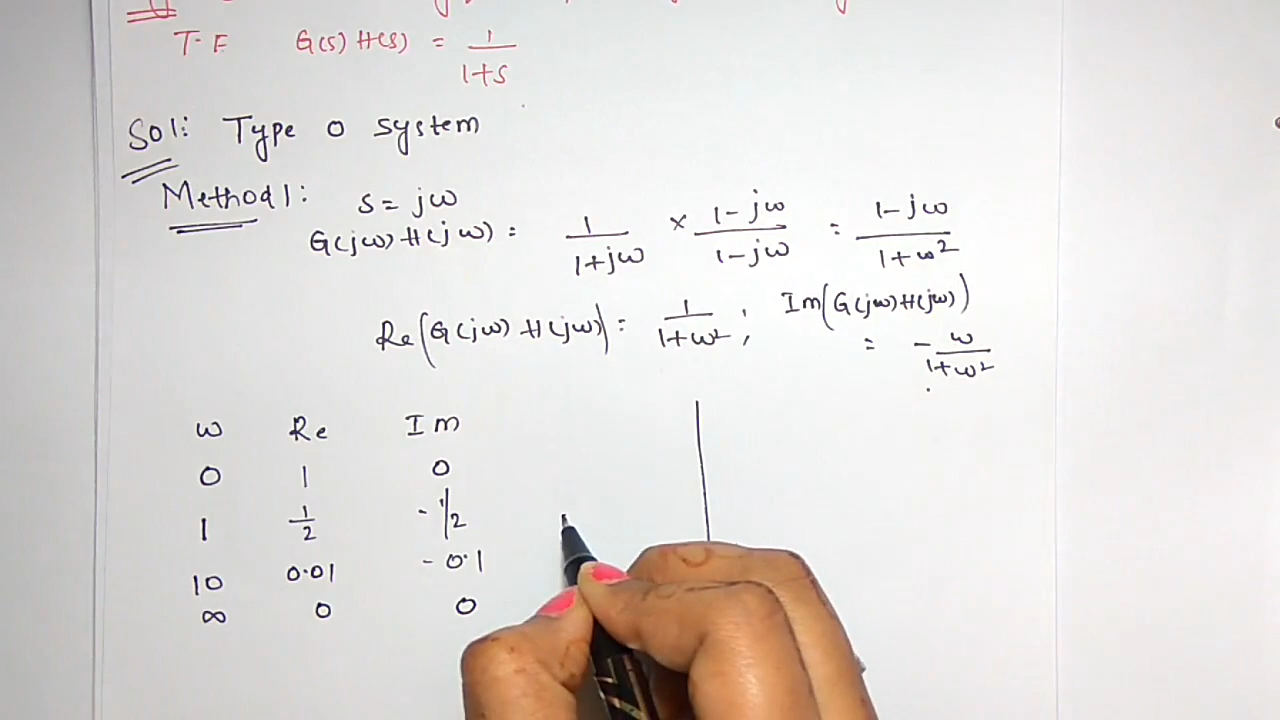 T.F G(s) H(s) = 1/(1+s)
Sol: Type 0 system
Method 1: s = jω
G(jω) H(jω) = 1/(1+jω) × (1-jω)/(1-jω) = (1-jω)/(1+ω²)
Re(G(jω) H(jω)) = 1/(1+ω²); Im(G(jω)H(jω))
= -ω/(1+ω²)
ω Re Im
0 1 0
1 1/2 -1/2
10 0.01 -0.1
∞ 0 0